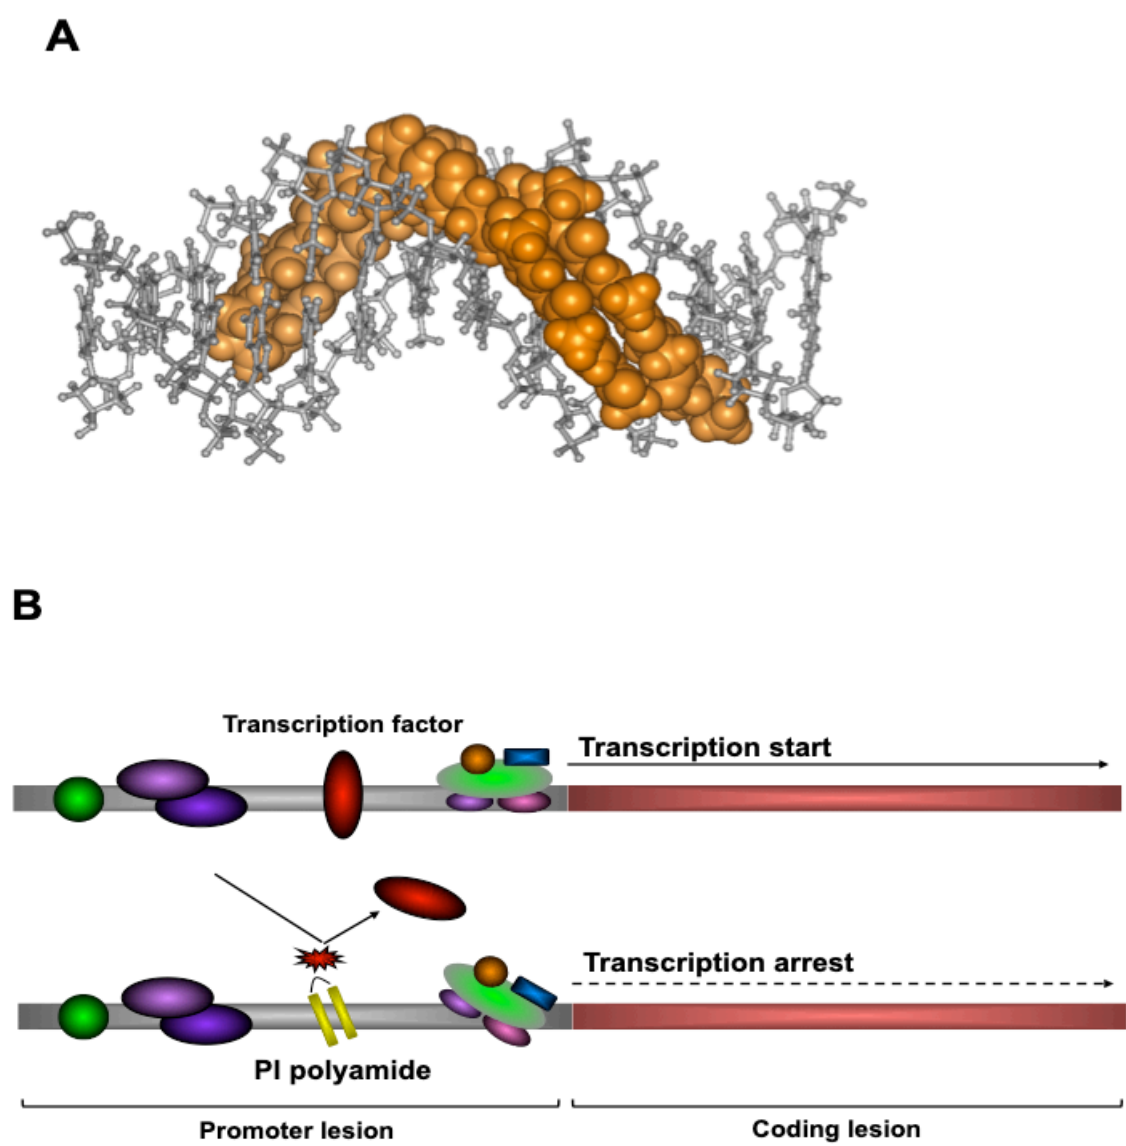 A
B
Transcription factor
Transcription start
Transcription arrest
PI polyamide
Promoter lesion
Coding lesion